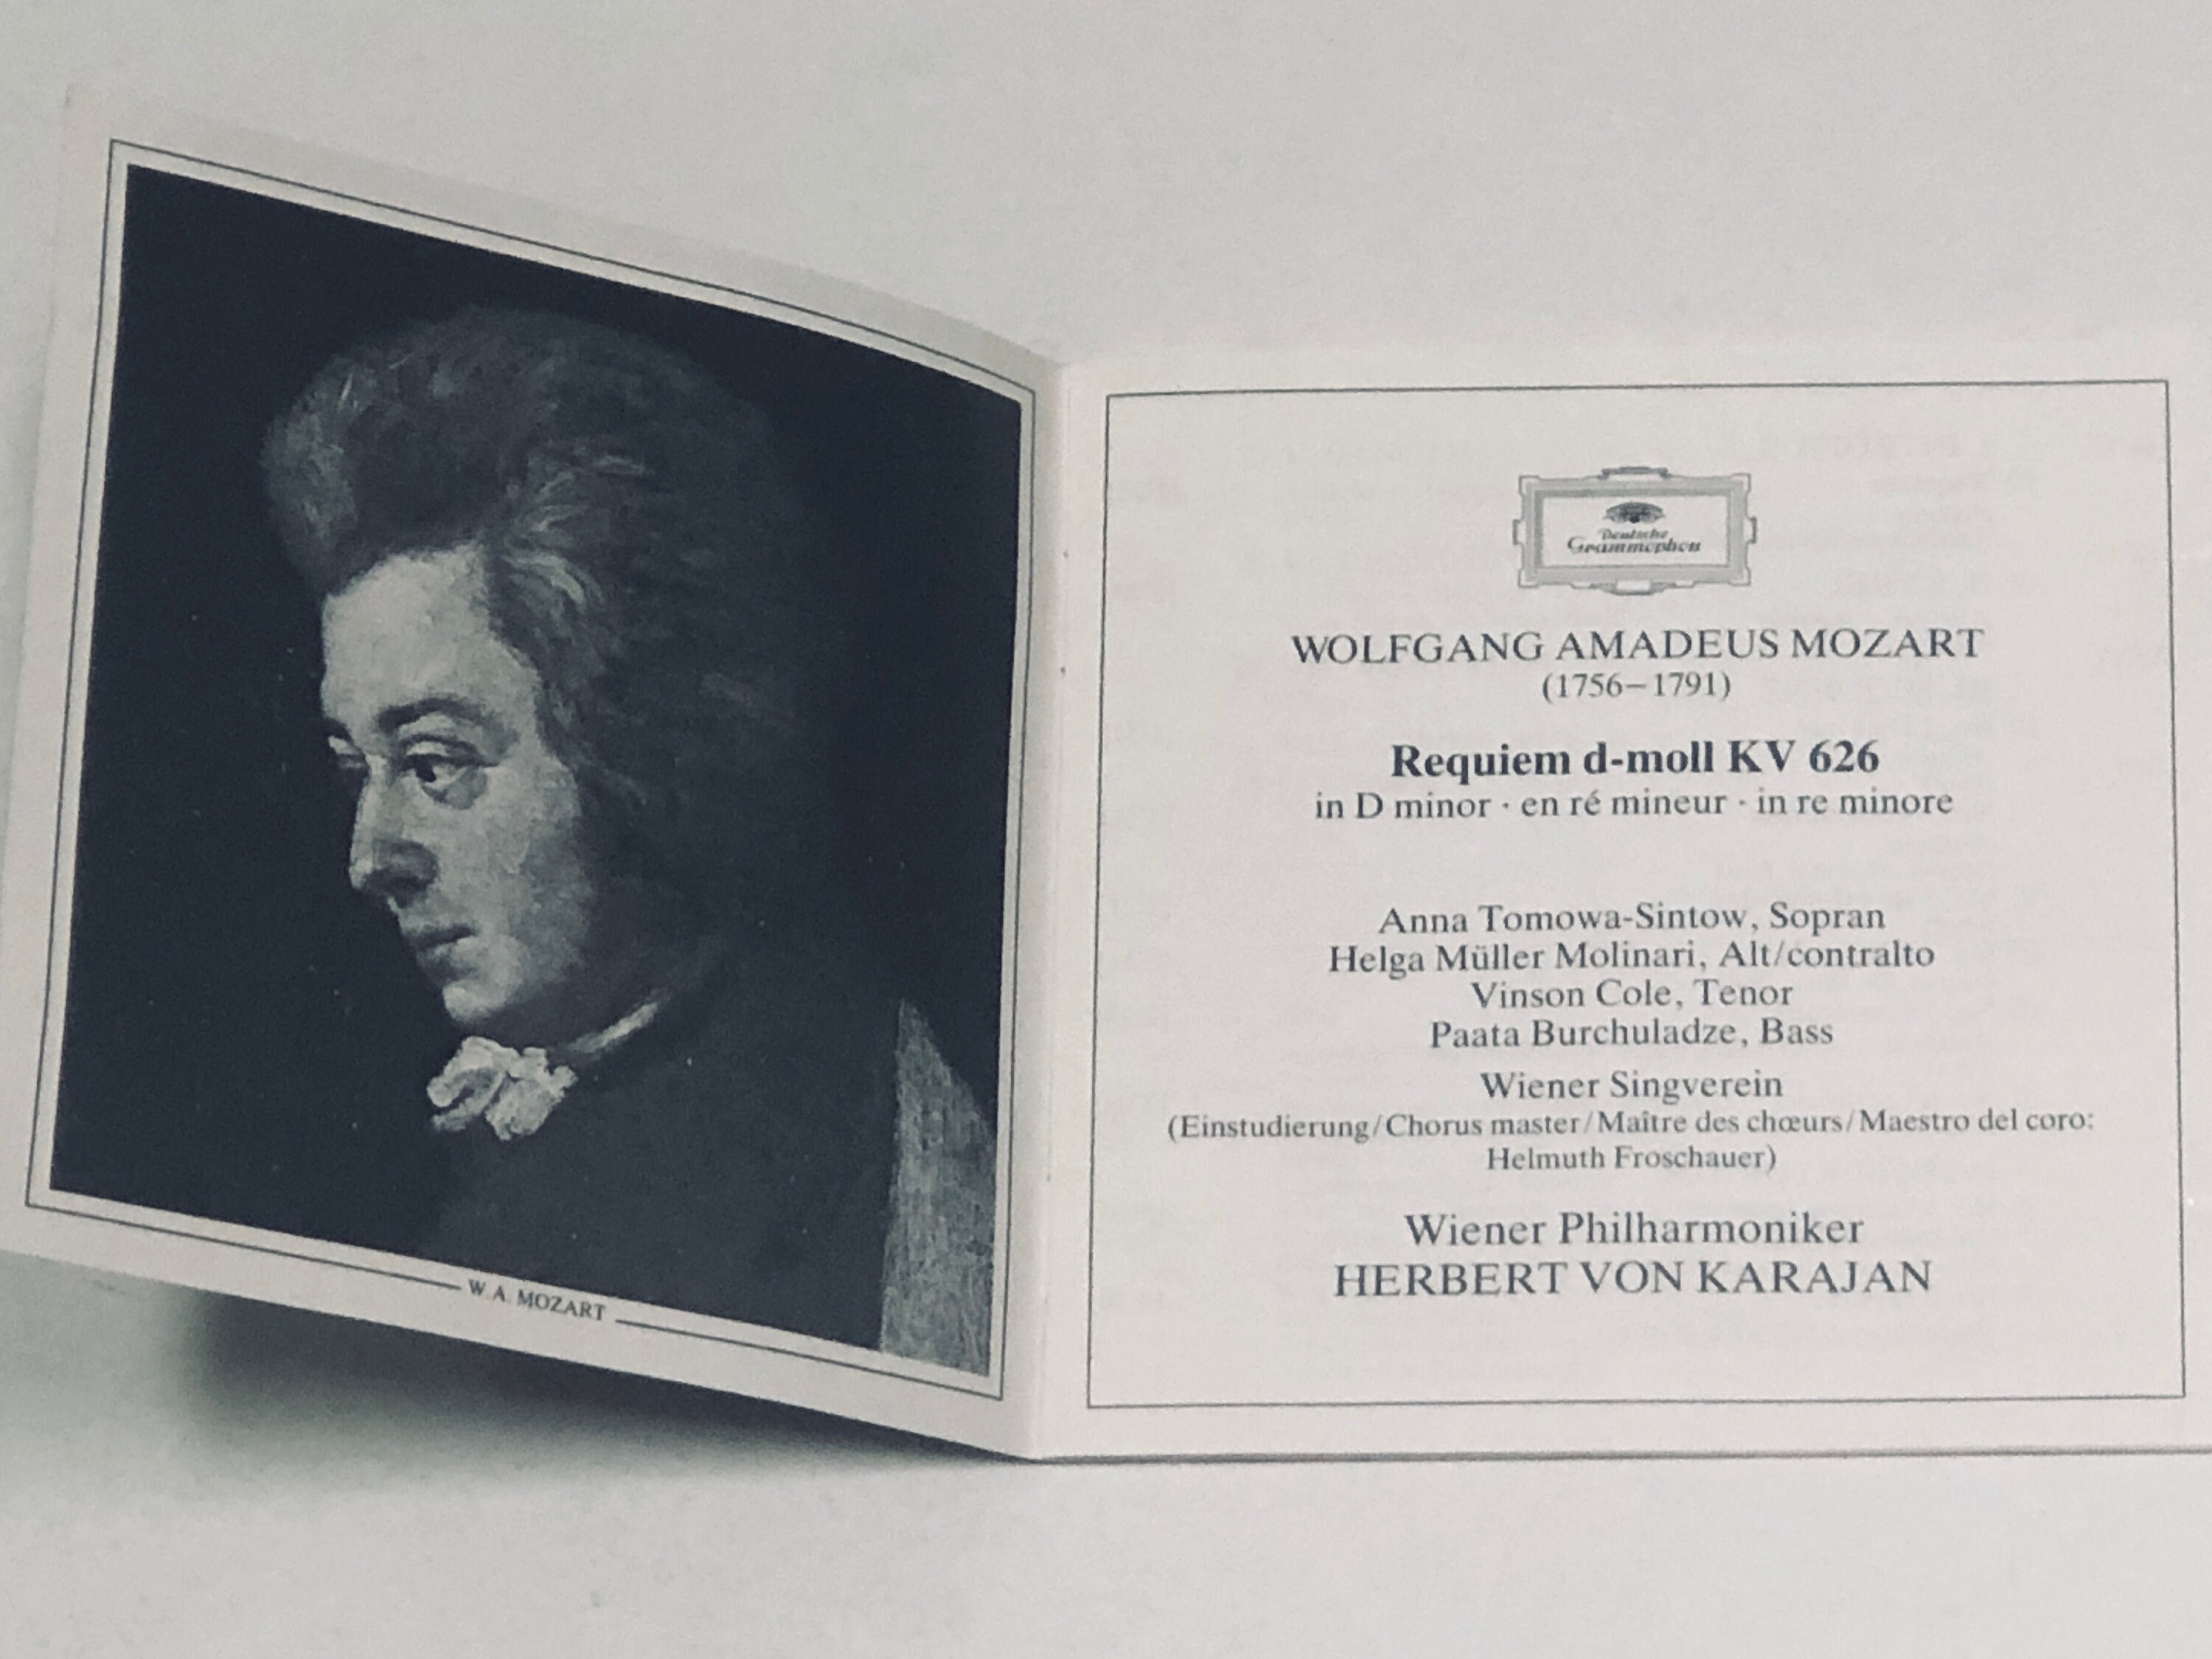 W. A. MOZART
Deutsche
Grammophon
WOLFGANG AMADEUS MOZART
(1756–1791)
Requiem d-moll KV 626
in D minor · en ré mineur · in re minore
Anna Tomowa-Sintow, Sopran
Helga Müller Molinari, Alt/contralto
Vinson Cole, Tenor
Paata Burchuladze, Bass
Wiener Singverein
(Einstudierung/Chorus master/Maître des chœurs/Maestro del coro:
Helmuth Froschauer)
Wiener Philharmoniker
HERBERT VON KARAJAN